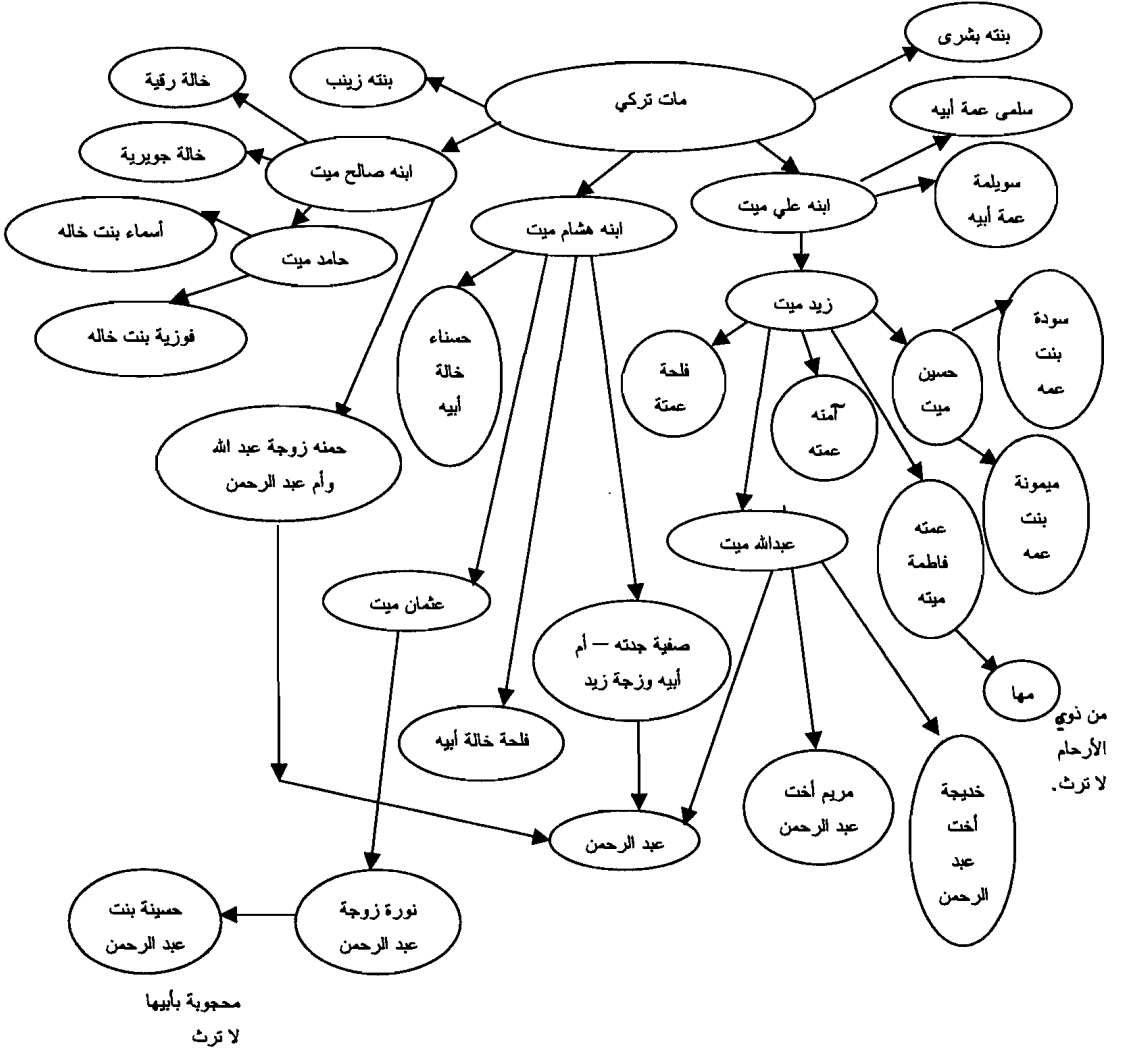 مات تركي
بنته بشرى
سلمى عمة أبيه
سويلمة
عمة أبيه
ابنه علي ميت
بنته زينب
خالة رقية
خالة جويرية
ابنه صالح ميت
ابنه هشام ميت
أسماء بنت خاله
حامد ميت
فوزية بنت خاله
زيد ميت
سودة
بنت
عمه
حسين
ميت
ميمونة
بنت
عمه
فلحة
عمتة
آمنه
عمته
حسناء
خالة
أبيه
حمنه زوجة عبد الله
وأم عبد الرحمن
عمته
فاطمة
ميته
عبدالله ميت
عثمان ميت
صفية جدته — أم
أبيه وزجة زيد
فلحة خالة أبيه
مها
من ذوي
الأرحام
لا ترث.
خديجة
أخت
عبد
الرحمن
مريم أخت
عبد الرحمن
عبد الرحمن
نورة زوجة
عبد الرحمن
حسينة بنت
عبد الرحمن
محجوبة بأبيها
لا ترث